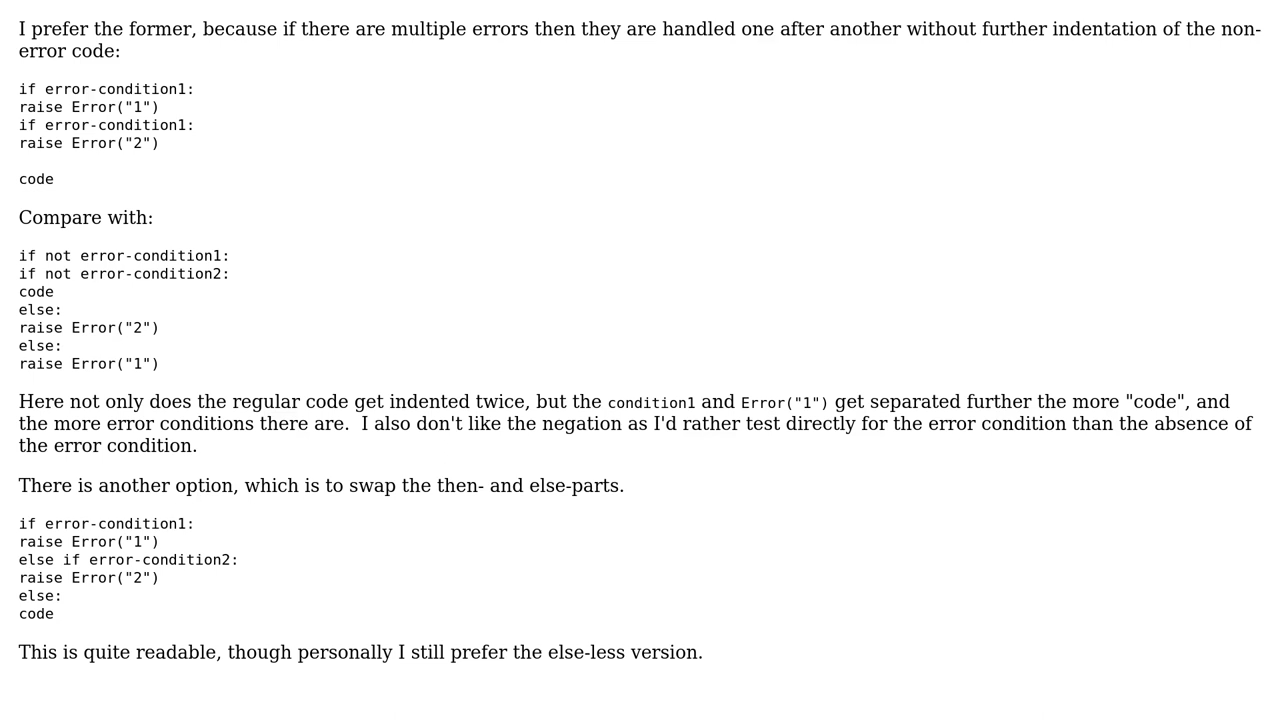 I prefer the former, because if there are multiple errors then they are handled one after another without further indentation of the non-
error code:
if error-condition1:
raise Error("1")
if error-condition1:
raise Error("2")
code
Compare with:
if not error-condition1:
if not error-condition2:
code
else:
raise Error("2")
else:
raise Error("1")
Here not only does the regular code get indented twice, but the condition1 and Error("1") get separated further the more "code", and
the more error conditions there are.  I also don't like the negation as I'd rather test directly for the error condition than the absence of
the error condition.
There is another option, which is to swap the then- and else-parts.
if error-condition1:
raise Error("1")
else if error-condition2:
raise Error("2")
else:
code
This is quite readable, though personally I still prefer the else-less version.